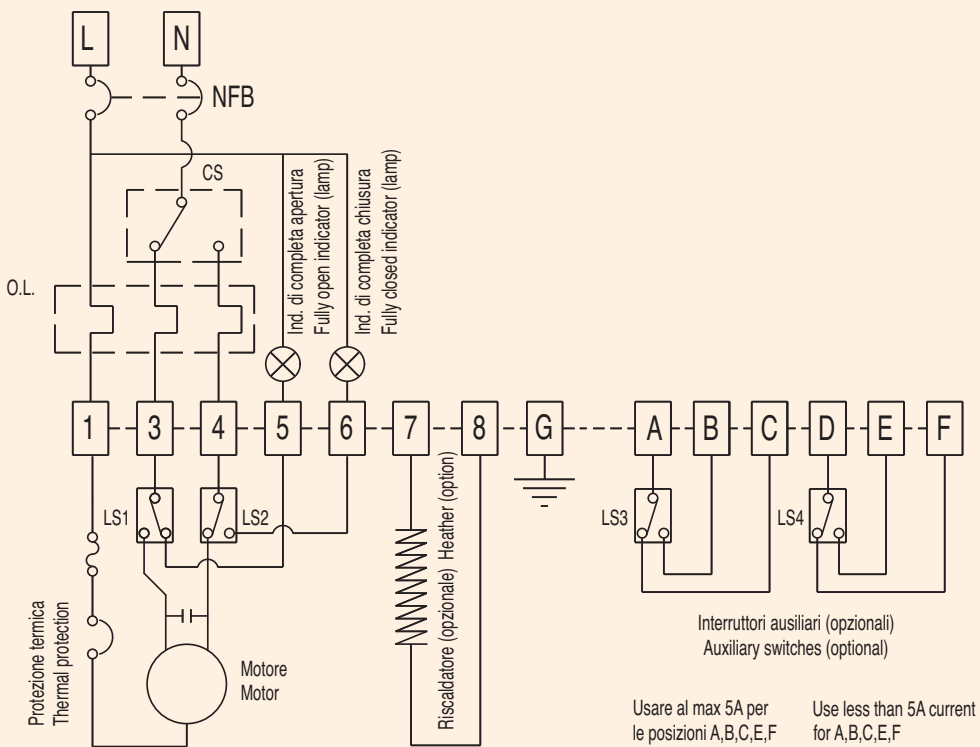 L N
NFB
CS
O.L.
Ind. di completa apertura
Fully open indicator (lamp)
Ind. di completa chiusura
Fully closed indicator (lamp)
1 3 4 5 6 7 8 G A B C D E F
LS1 LS2 LS3 LS4
Protezione termica
Thermal protection
Motore
Motor
Riscaldatore (opzionale) Heather (option)
Interruttori ausiliari (opzionali)
Auxiliary switches (optional)
Usare al max 5A per
le posizioni A,B,C,E,F
Use less than 5A current
for A,B,C,E,F